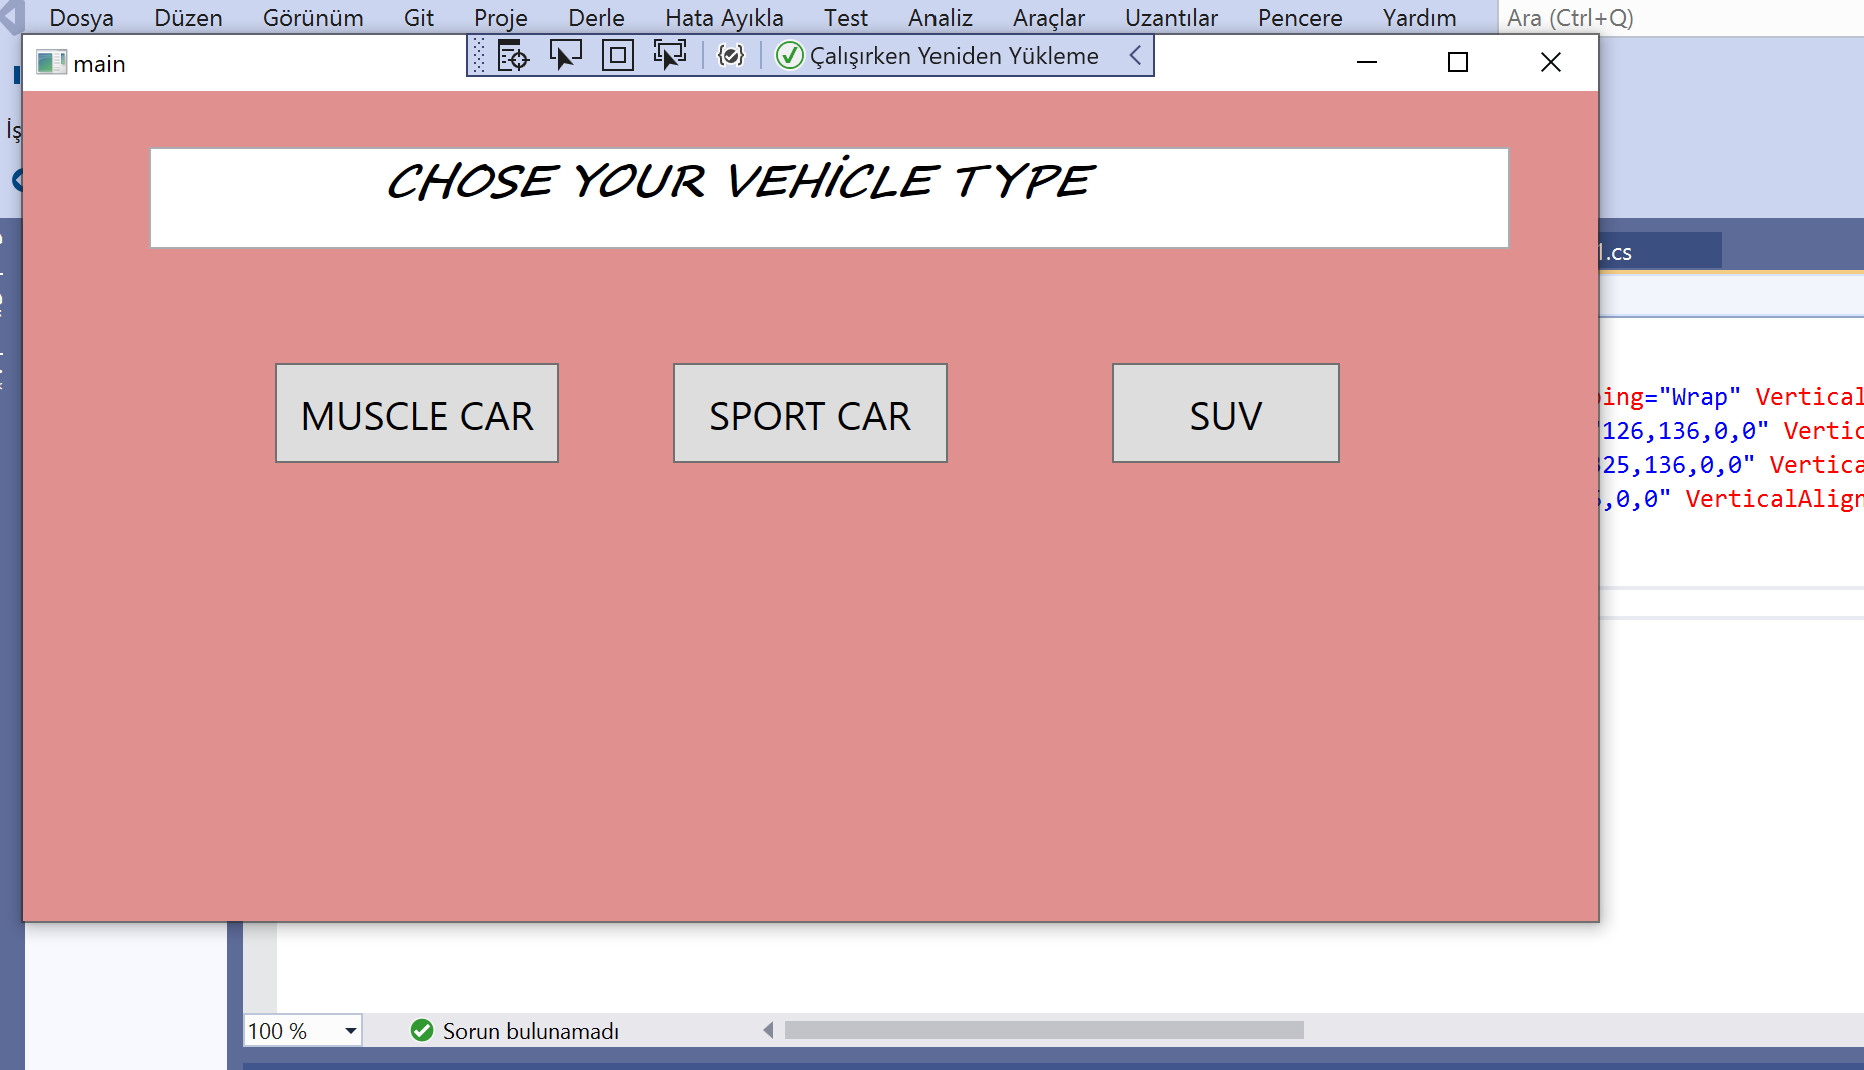 Dosya Düzen Görünüm Git Proje Derle Hata Ayıkla Test Analiz Araçlar Uzantılar Pencere Yardım Ara (Ctrl+Q)
main
Çalışırken Yeniden Yükleme
İş
CHOSE YOUR VEHİCLE TYPE
1.cs
MUSCLE CAR
SPORT CAR
SUV
ing="Wrap" Vertical
126,136,0,0" Vertic
25,136,0,0" Vertica
,0,0" VerticalAlign
100 %
Sorun bulunamadı